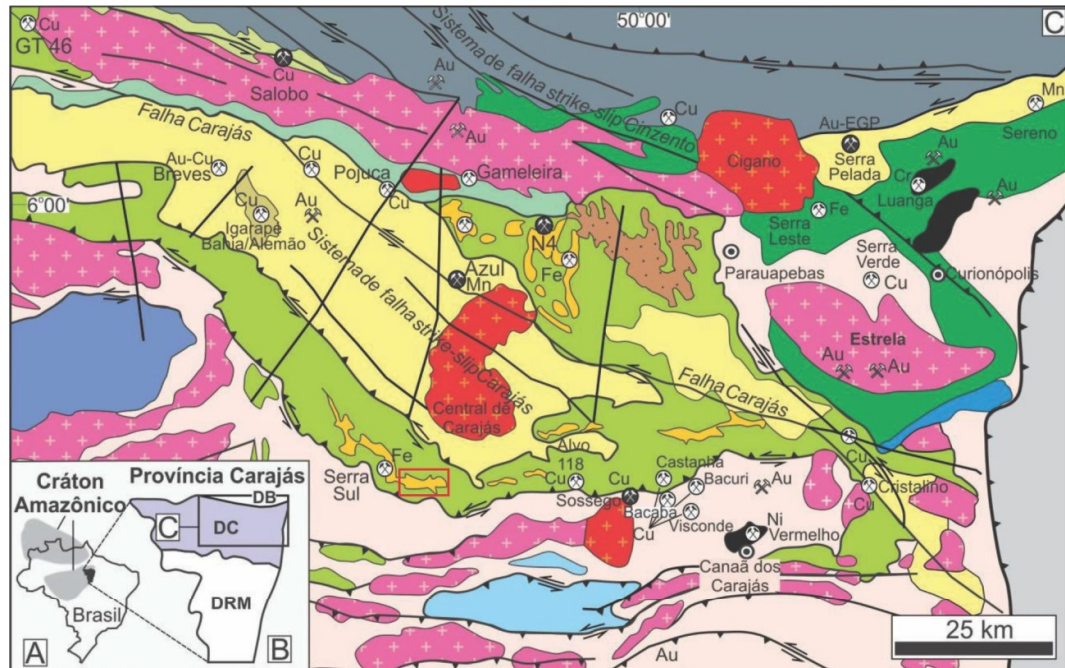 50°00'
C
Cu
GT 46
Cu
Salobo
Au
Sistema de falha strike-slip Cinzento
Cu
Mn
Au-EGP
Serra
Pelada
Sereno
Au
Cigano
Cr
Luanga
Au
Falha Carajás
Au-Cu
Breves
Cu
Pojuca
Cu
Au
Gameleira
6°00'
Cu
Igarapé
Bahia/Alemão
Au
Sistema de falha strike-slip Carajás
N4
Fe
Azul
Mn
Serra
Leste
Fe
Parauapebas
Serra
Verde
Cu
Curionópolis
Estrela
Au
Au
Central de
Carajás
Falha Carajás
Alvo
118
Cu
Fe
Serra
Sul
Sossego
Cu
Castanha
Bacuri
Bacaba
Visconde
Cu
Au
Cu
Cristalino
Cu
Ni
Vermelho
Canaã dos
Carajás
Au
25 km
Cráton
Amazônico
Província Carajás
DB
DC
C
DRM
Brasil
A
B